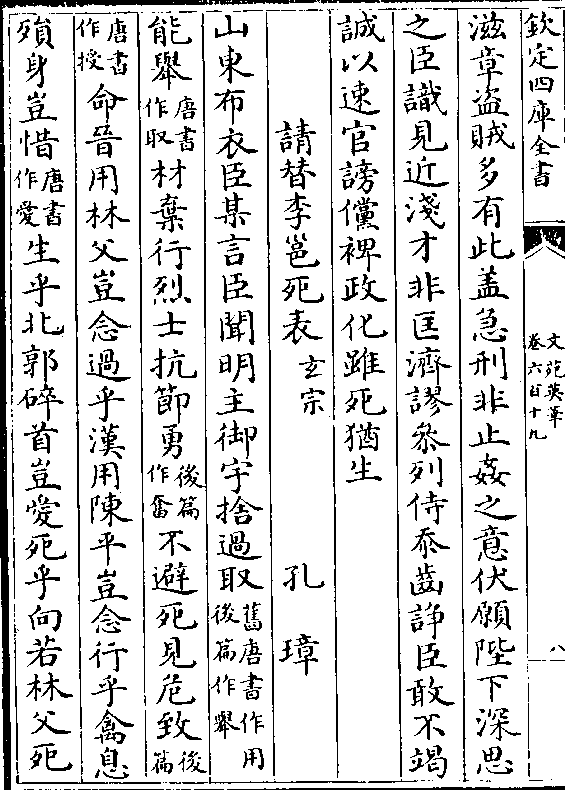 欽定四庫全書
文苑英華
卷六百十九
八
滋章盜賊多有此盖急刑非止姦之意伏願陛下深思
之臣識見近淺才非匡濟謬叅列侍忝齒諍臣敢不竭
誠以速官謗儻裨政化雖死猶生
請替李邕死表玄宗 孔璋
山東布衣臣某言臣聞明主御宇捨過取舊唐書作用後篇作舉
能舉唐書作取材棄行烈士抗節勇後篇作奮不避死見危致後篇
唐書作授命晉用林父豈念過乎漢用陳平豈念行乎禽息
殞身豈惜唐書作愛生乎北郭碎首豈愛死乎向若林父死